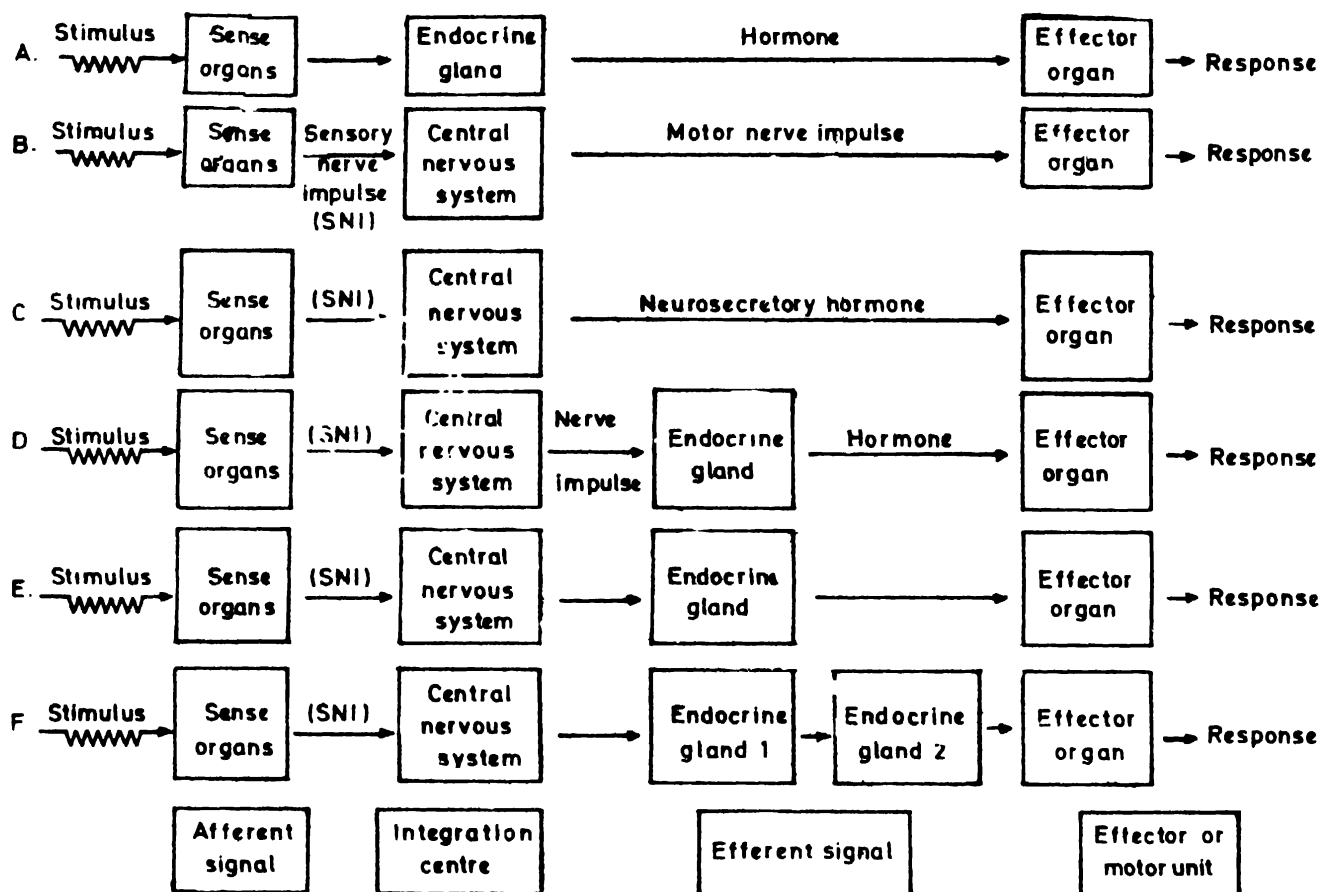 A.
Stimulus
Sense
organs
Endocrine
gland
Hormone
Effector
organ
Response
B.
Stimulus
Sense
organs
Sensory
nerve
impulse
(SNI)
Central
nervous
system
Motor nerve impulse
Effector
organ
Response
C
Stimulus
Sense
organs
(SNI)
Central
nervous
system
Neurosecretory hormone
Effector
organ
Response
D
Stimulus
Sense
organs
(SNI)
Central
nervous
system
Nerve
impulse
Endocrine
gland
Hormone
Effector
organ
Response
E.
Stimulus
Sense
organs
(SNI)
Central
nervous
system
Endocrine
gland
Effector
organ
Response
F
Stimulus
Sense
organs
(SNI)
Central
nervous
system
Endocrine
gland 1
Endocrine
gland 2
Effector
organ
Response
Afferent
signal
Integration
centre
Efferent signal
Effector or
motor unit